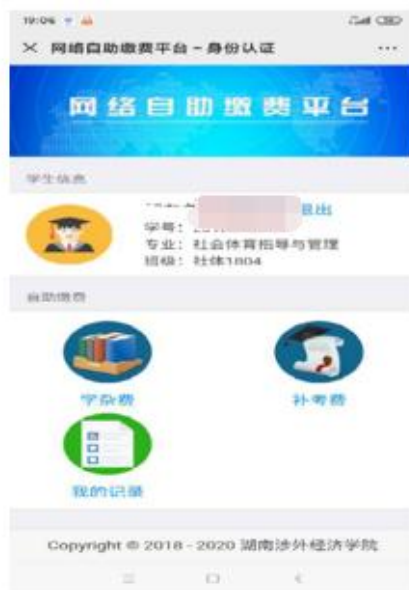 19:06
× 网络自助缴费平台 - 身份认证 ...
网络自助缴费平台
学生信息
退出
学号:
专业: 社会体育指导与管理
班级: 社体1804
自助缴费
学杂费 补考费
我的记录
Copyright © 2018 - 2020 湖南涉外经济学院